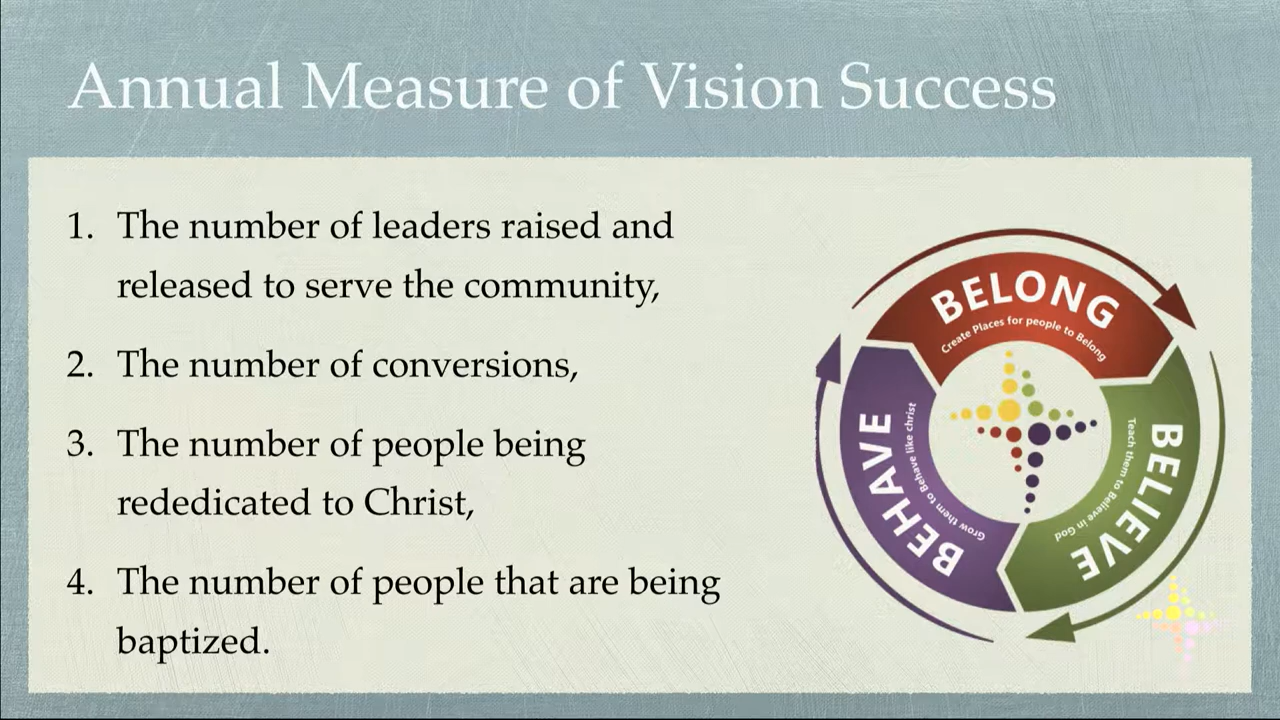 Annual Measure of Vision Success
1. The number of leaders raised and
released to serve the community,
2. The number of conversions,
3. The number of people being
rededicated to Christ,
4. The number of people that are being
baptized.
BELONG
Create Places for people to Belong
BELIEVE
Teach them to Believe in God
BEHAVE
Grow them to Behave like christ